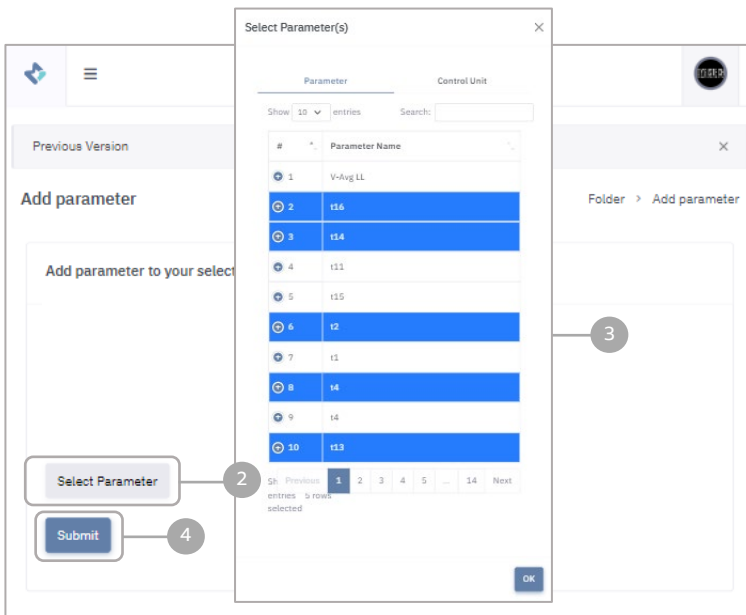 Select Parameter(s)
Parameter Control Unit
Show 10 entries Search:
# Parameter Name
1 V-Avg LL
2 t16
3 t14
4 t11
5 t15
6 t2
7 t1
8 t4
9 t4
10 t13
Sh Previous 1 2 3 4 5 ... 14 Next
entries 5 rows
selected
OK
Previous Version
Add parameter
Folder > Add parameter
Add parameter to your select
3
Select Parameter
2
Submit
4